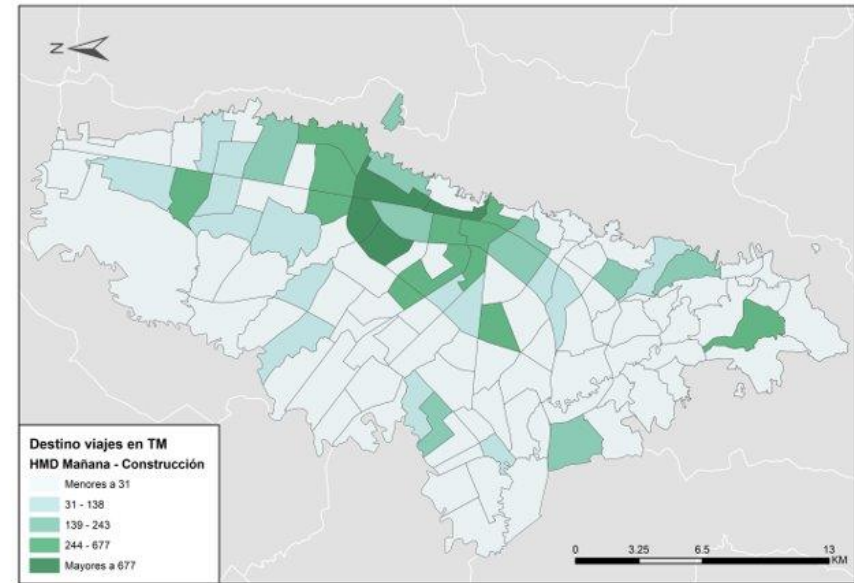 N
Destino viajes en TM
HMD Mañana - Construcción
Menores a 31
31 - 138
139 - 243
244 - 677
Mayores a 677
0 3.25 6.5 13
KM